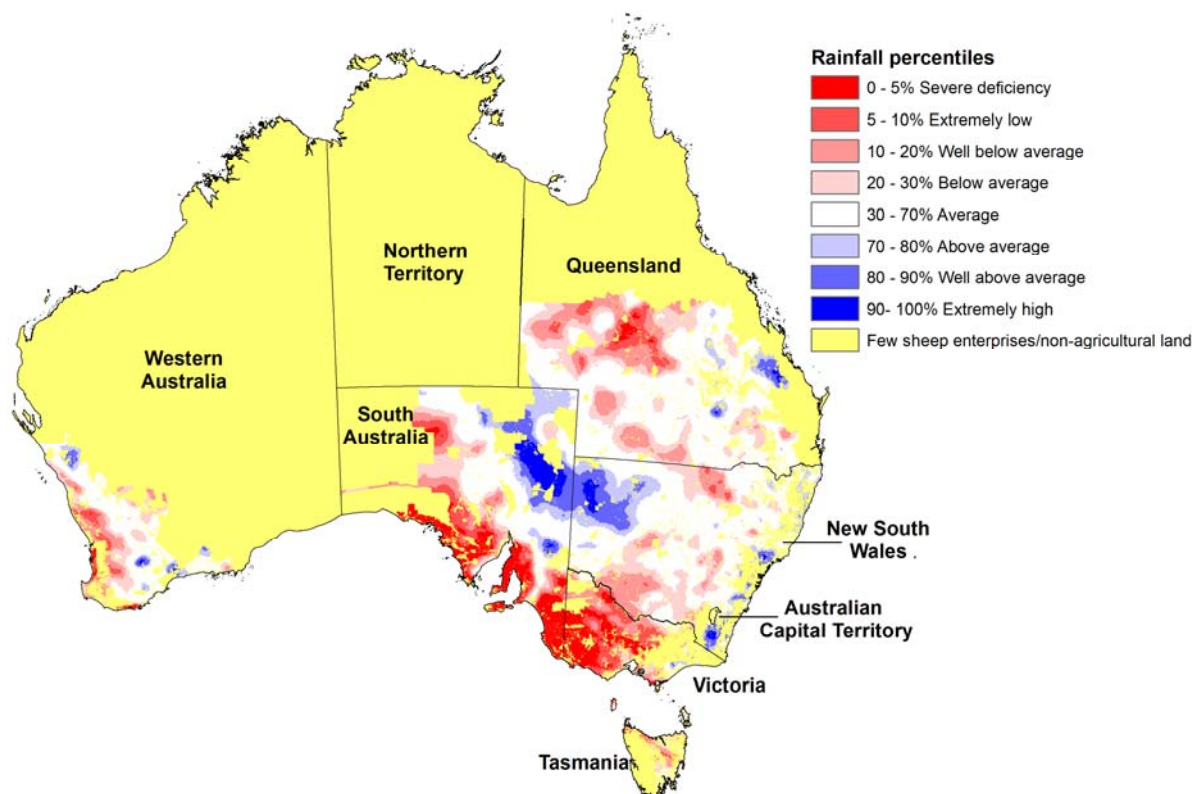 Rainfall percentiles
0 - 5% Severe deficiency
5 - 10% Extremely low
10 - 20% Well below average
20 - 30% Below average
30 - 70% Average
70 - 80% Above average
80 - 90% Well above average
90- 100% Extremely high
Few sheep enterprises/non-agricultural land
Northern
Territory
Queensland
Western
Australia
South
Australia
New South
Wales .
Australian
Capital Territory
Victoria
Tasmania